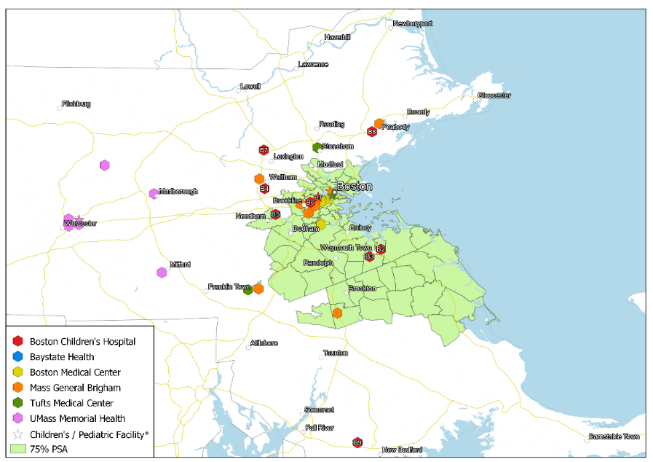 Newburyport
Haverhill
Lawrence
Lowell
Gloucester
Fitchburg
Beverly
Reading
Peabody
Stoneham
Lexington
Medford
Waltham
Boston
Marlborough
Brookline
Needham
Worcester
Dedham
Quincy
Weymouth Town
Randolph
Milford
Franklin Town
Brockton
Attleboro
Taunton
Somerset
Fall River
New Bedford
Barnstable Town
Boston Children's Hospital
Baystate Health
Boston Medical Center
Mass General Brigham
Tufts Medical Center
UMass Memorial Health
Children's / Pediatric Facility*
75% PSA